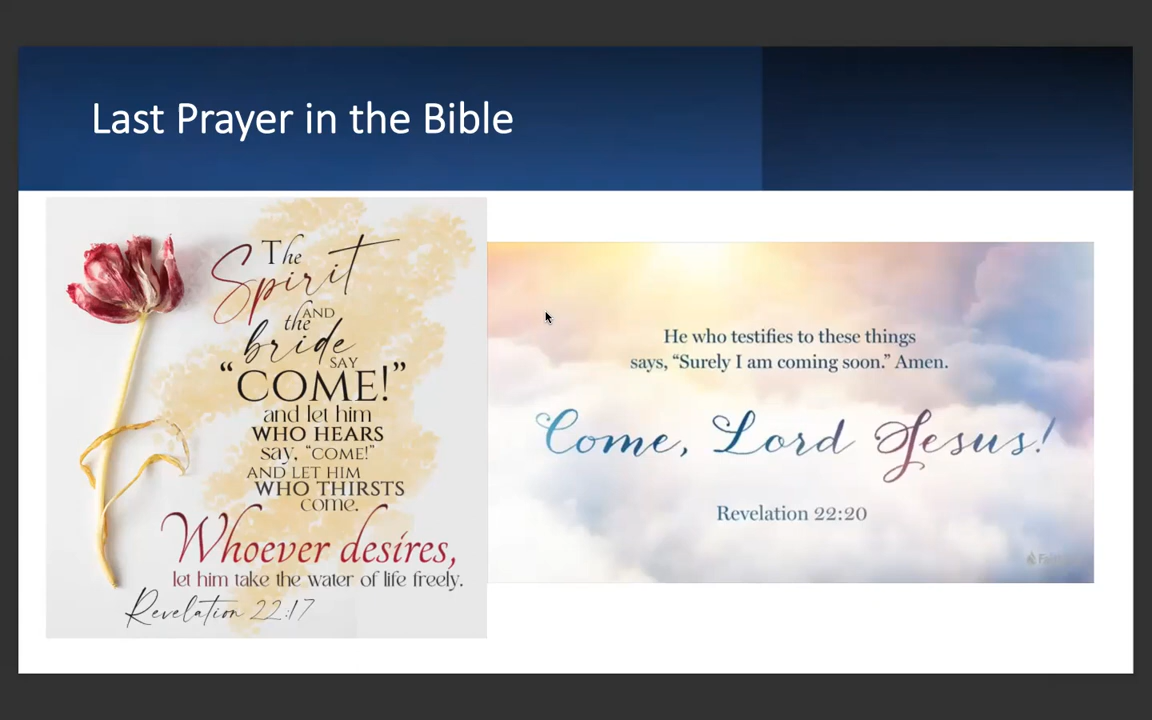 Last Prayer in the Bible
The
Spirit
AND
the
bride
SAY
“COME!”
and let him
WHO HEARS
say, “COME!”
AND LET HIM
WHO THIRSTS
come.
Whoever desires,
let him take the water of life freely.
Revelation 22:17
He who testifies to these things
says, “Surely I am coming soon.” Amen.
Come, Lord Jesus!
Revelation 22:20